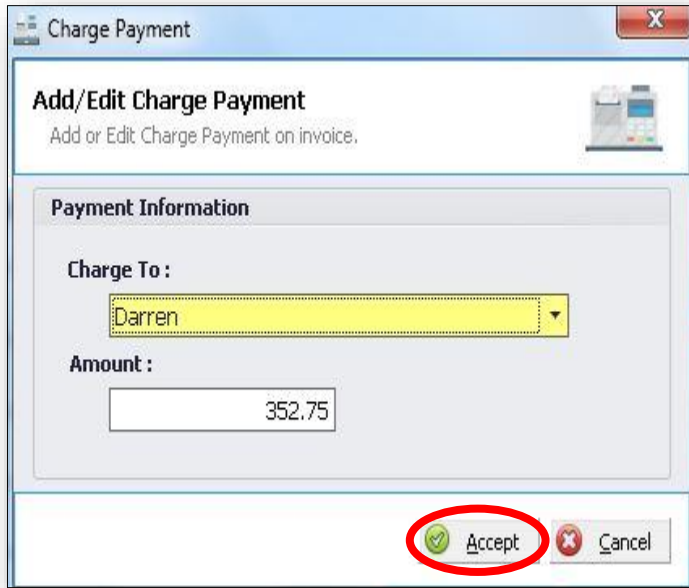 Charge Payment
X
Add/Edit Charge Payment
Add or Edit Charge Payment on invoice.
Payment Information
Charge To :
Darren
Amount :
352.75
Accept Cancel